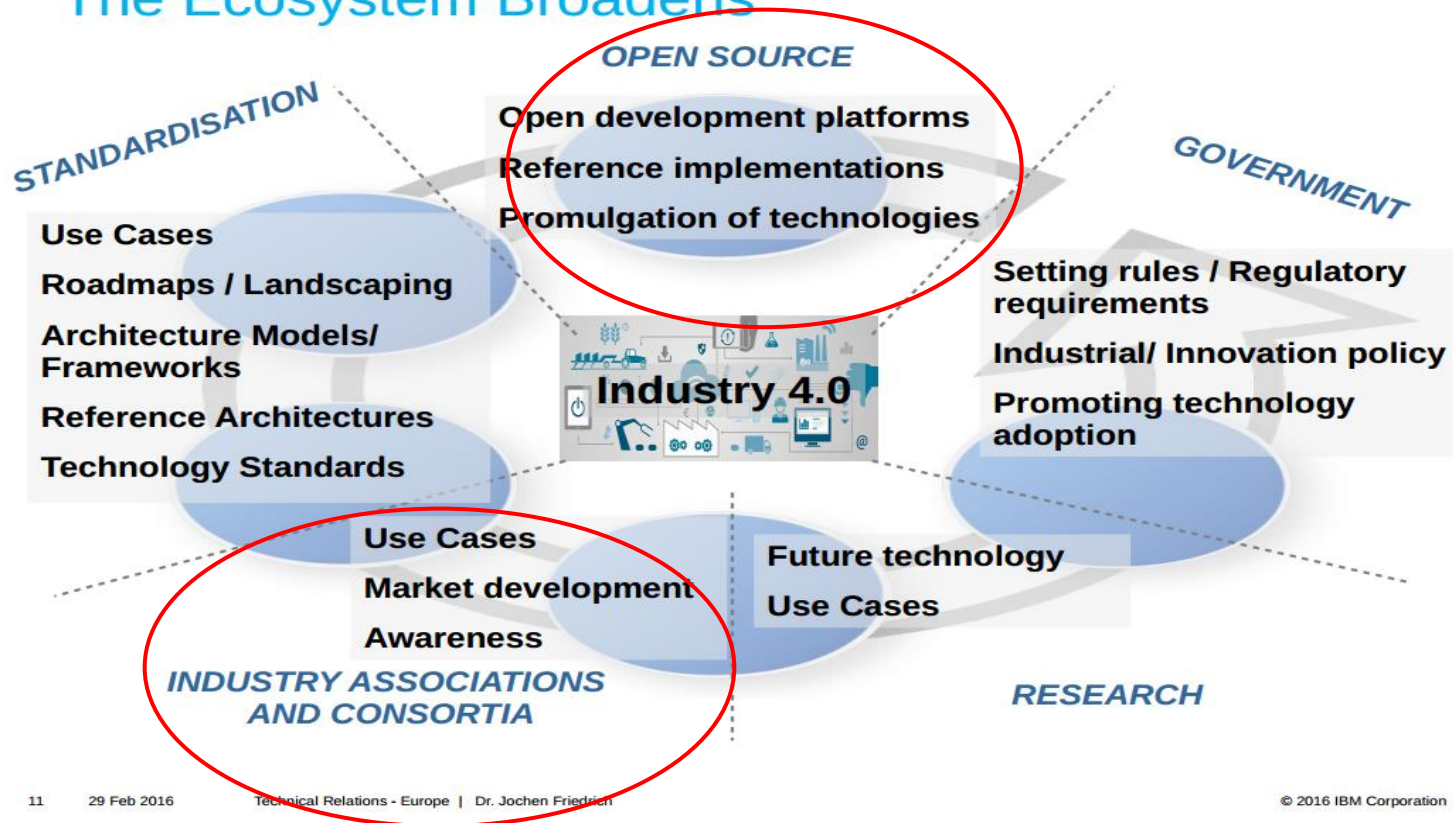 The Ecosystem Broadens
OPEN SOURCE
Open development platforms
Reference implementations
Promulgation of technologies
STANDARDISATION
Use Cases
Roadmaps / Landscaping
Architecture Models/
Frameworks
Reference Architectures
Technology Standards
GOVERNMENT
Setting rules / Regulatory
requirements
Industrial/ Innovation policy
Promoting technology
adoption
Industry 4.0
@
Use Cases
Market development
Awareness
INDUSTRY ASSOCIATIONS
AND CONSORTIA
Future technology
Use Cases
RESEARCH
11 29 Feb 2016 Technical Relations - Europe | Dr. Jochen Friedrich © 2016 IBM Corporation